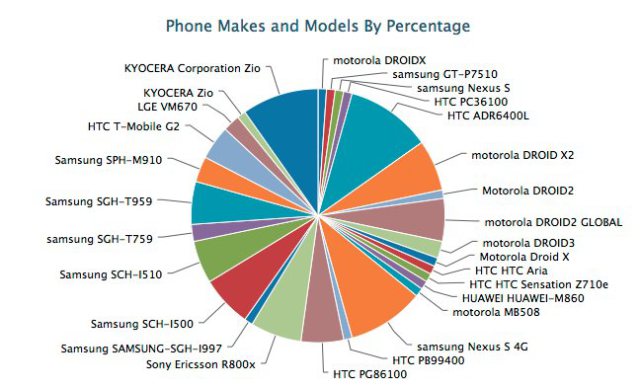 Phone Makes and Models By Percentage
motorola DROIDX
samsung GT-P7510
samsung Nexus S
HTC PC36100
HTC ADR6400L
motorola DROID X2
Motorola DROID2
motorola DROID2 GLOBAL
motorola DROID3
Motorola Droid X
HTC HTC Aria
HTC HTC Sensation Z710e
HUAWEI HUAWEI-M860
motorola MB508
samsung Nexus S 4G
HTC PB99400
HTC PG86100
Sony Ericsson R800x
Samsung SAMSUNG-SGH-I997
Samsung SCH-I500
Samsung SCH-I510
samsung SGH-T759
Samsung SGH-T959
Samsung SPH-M910
HTC T-Mobile G2
LGE VM670
KYOCERA Zio
KYOCERA Corporation Zio